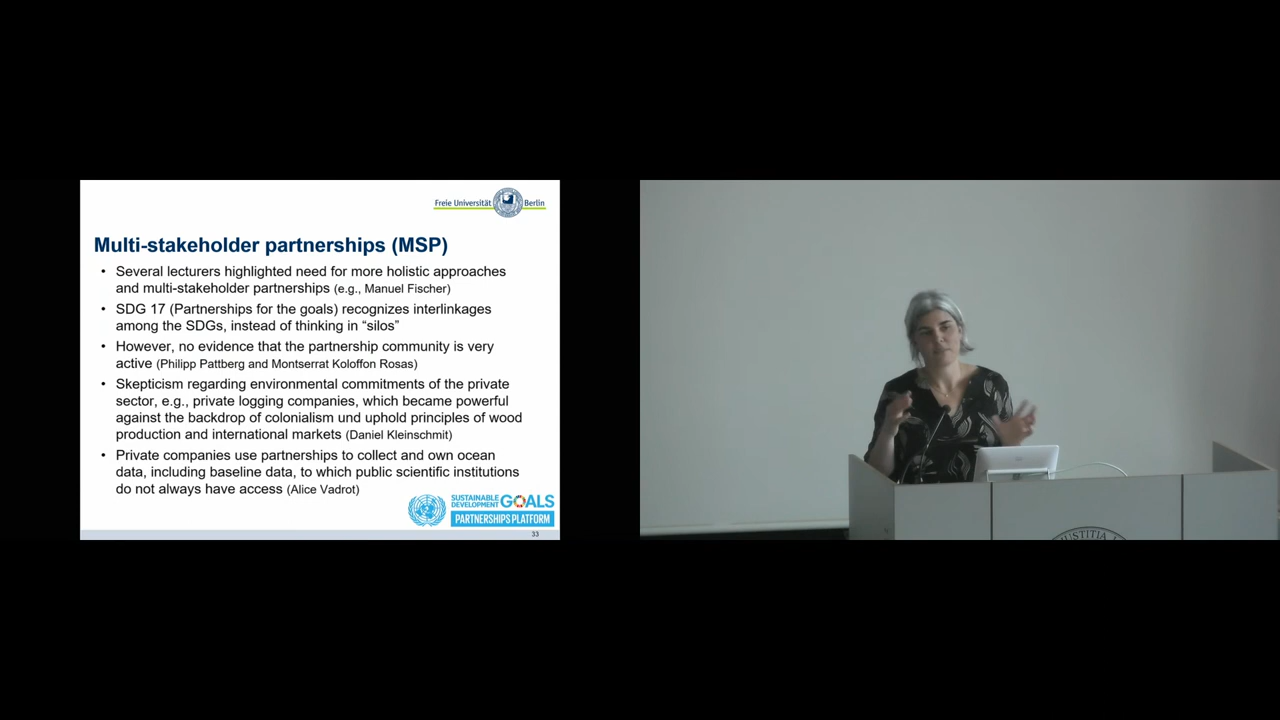 Freie Universität Berlin
Multi-stakeholder partnerships (MSP)
• Several lecturers highlighted need for more holistic approaches
and multi-stakeholder partnerships (e.g., Manuel Fischer)
• SDG 17 (Partnerships for the goals) recognizes interlinkages
among the SDGs, instead of thinking in “silos”
• However, no evidence that the partnership community is very
active (Philipp Pattberg and Montserrat Koloffon Rosas)
• Skepticism regarding environmental commitments of the private
sector, e.g., private logging companies, which became powerful
against the backdrop of colonialism und uphold principles of wood
production and international markets (Daniel Kleinschmit)
• Private companies use partnerships to collect and own ocean
data, including baseline data, to which public scientific institutions
do not always have access (Alice Vadrot)
SUSTAINABLE
DEVELOPMENT GOALS
PARTNERSHIPS PLATFORM
33